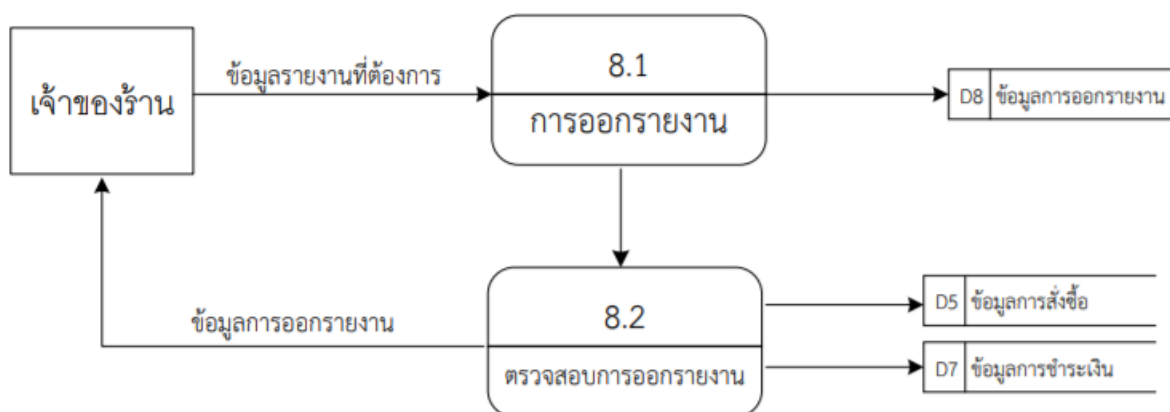 เจ้าของร้าน
ข้อมูลรายงานที่ต้องการ
8.1
การออกรายงาน
D8 ข้อมูลการออกรายงาน
ข้อมูลการออกรายงาน
8.2
ตรวจสอบการออกรายงาน
D5 ข้อมูลการสั่งซื้อ
D7 ข้อมูลการชำระเงิน